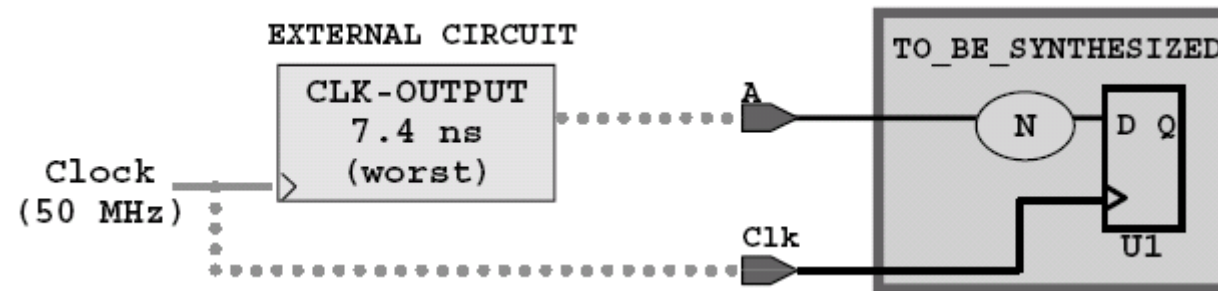 EXTERNAL CIRCUIT
CLK-OUTPUT
7.4 ns
(worst)
Clock
(50 MHz)
A
Clk
TO_BE_SYNTHESIZED
N
D Q
U1